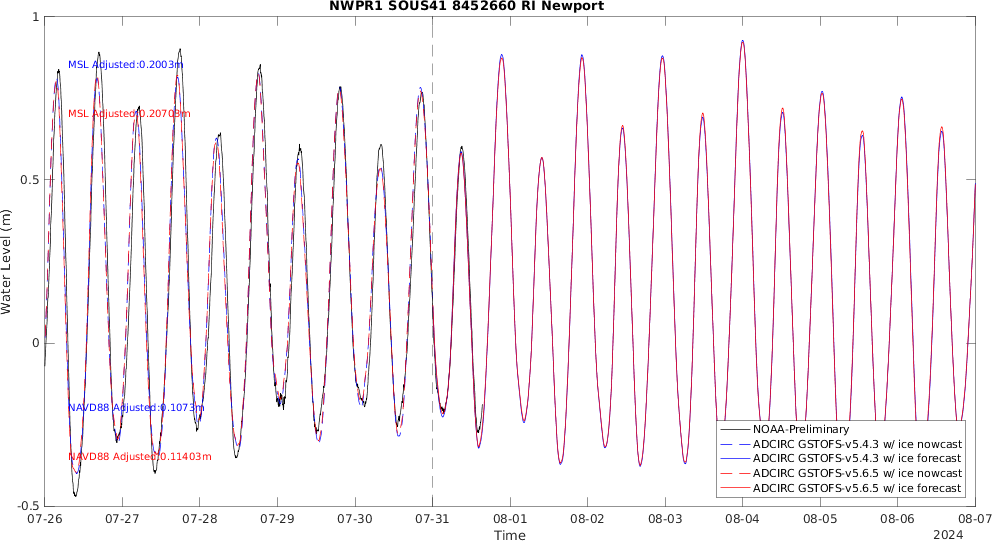 NWPR1 SOUS41 8452660 RI Newport
1
MSL Adjusted:0.2003m
MSL Adjusted:0.20703m
0.5
Water Level (m)
0
NAVD88 Adjusted:0.1073m
NAVD88 Adjusted:0.11403m
-0.5
NOAA-Preliminary
ADCIRC GSTOFS-v5.4.3 w/ ice nowcast
ADCIRC GSTOFS-v5.4.3 w/ ice forecast
ADCIRC GSTOFS-v5.6.5 w/ ice nowcast
ADCIRC GSTOFS-v5.6.5 w/ ice forecast
07-26 07-27 07-28 07-29 07-30 07-31 08-01 08-02 08-03 08-04 08-05 08-06 08-07
Time
2024